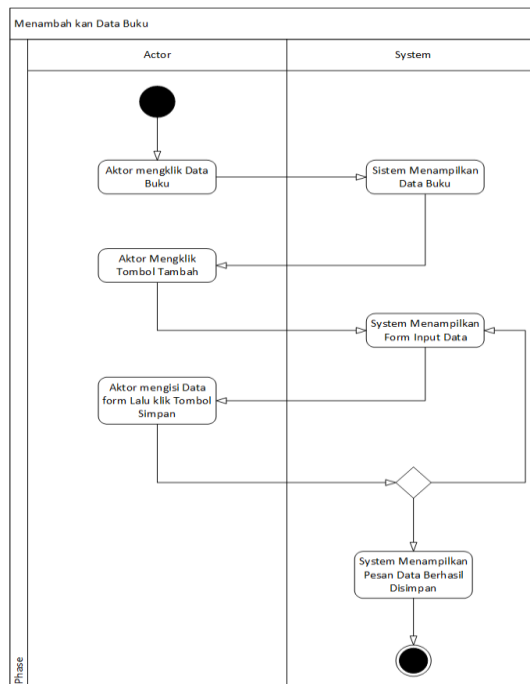 Menambah kan Data Buku
Actor
System
Aktor mengklik Data
Buku
Sistem Menampilkan
Data Buku
Aktor Mengklik
Tombol Tambah
System Menampilkan
Form Input Data
Aktor mengisi Data
form Lalu klik Tombol
Simpan
System Menampilkan
Pesan Data Berhasil
Disimpan
Phase